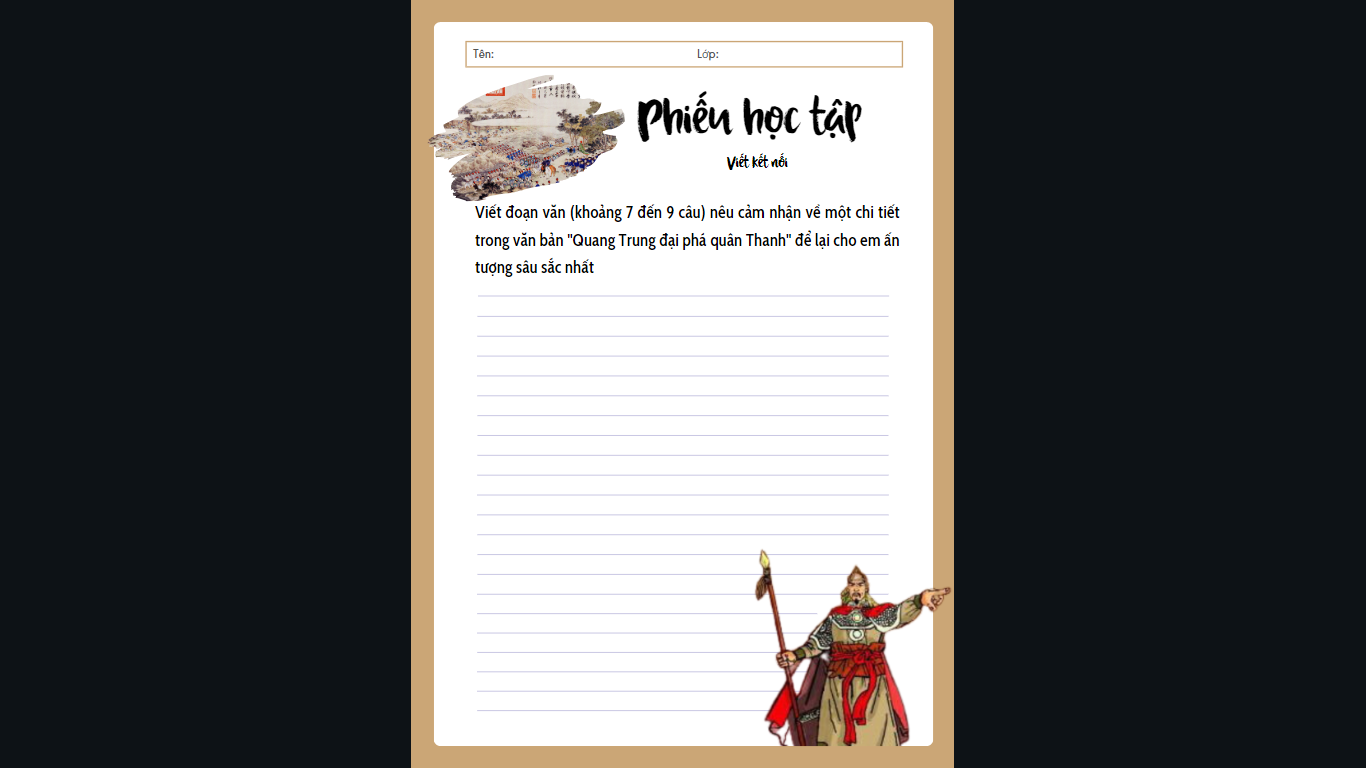 Tên: Lớp:
Phiếu học tập
Viết kết nối
Viết đoạn văn (khoảng 7 đến 9 câu) nêu cảm nhận về một chi tiết
trong văn bản "Quang Trung đại phá quân Thanh" để lại cho em ấn
tượng sâu sắc nhất